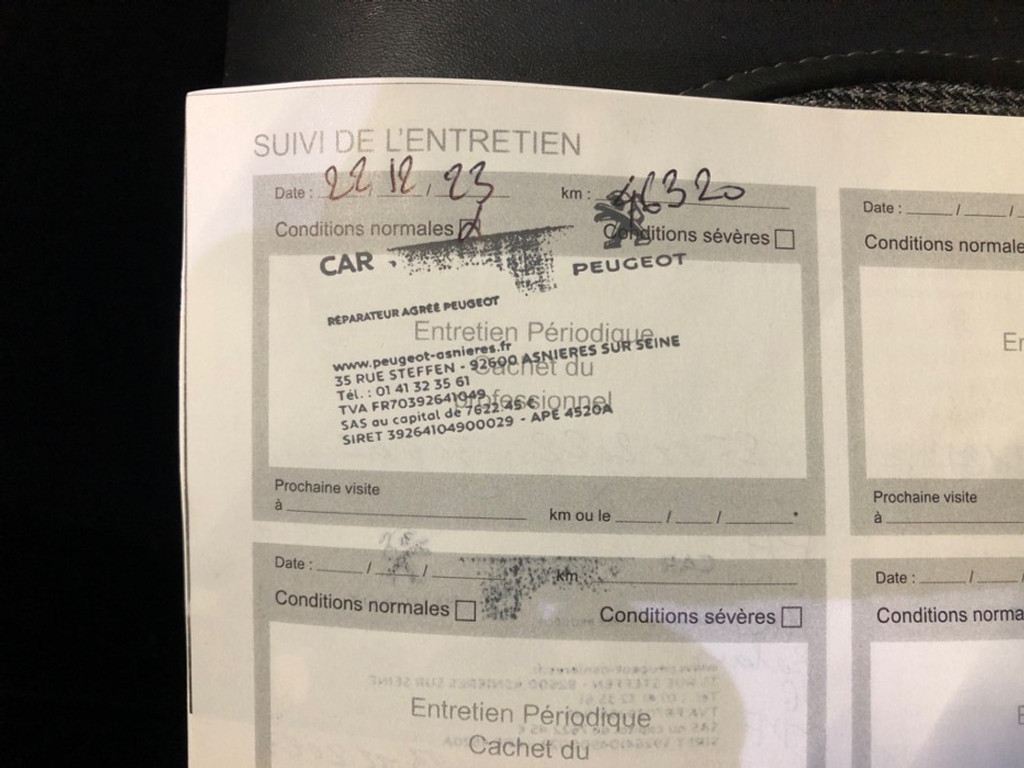 SUIVI DE L'ENTRETIEN
Date : 22, 12, 23 km : 46320
Conditions normales Conditions sévères
CAR PEUGEOT
RÉPARATEUR AGRÉÉ PEUGEOT
Entretien Périodique
Cachet du
professionnel
www.peugeot-asnieres.fr
35 RUE STEFFEN - 92600 ASNIERES SUR SEINE
Tél. : 01 41 32 35 61
TVA FR70392641049
SAS au capital de 7622.45 €
SIRET 39264104900029 - APE 4520A
Prochaine visite
à km ou le / / *
Date : / / km
Conditions normales Conditions sévères
Entretien Périodique
Cachet du
Date : / /
Conditions normale
Prochaine visite
à
Date : / /
Conditions norma